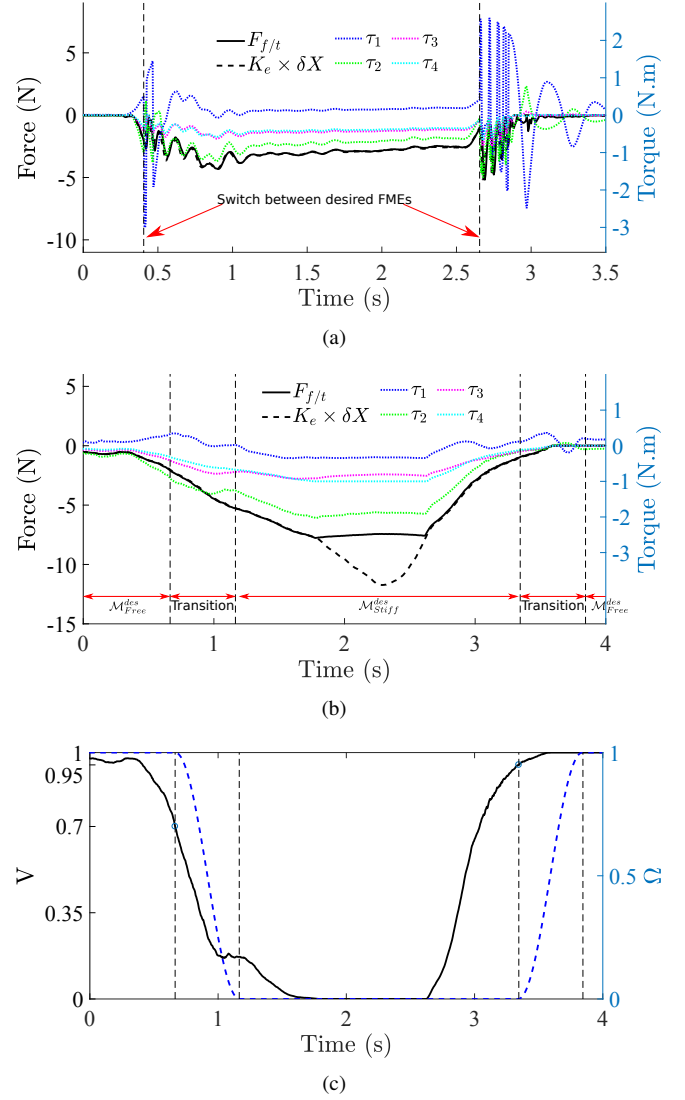 F_{f/t}
K_e × δX
τ_1
τ_2
τ_3
τ_4
5
0
-5
-10
Force (N)
2
1
0
-1
-2
-3
Torque (N.m)
Switch between desired FMEs
0 0.5 1 1.5 2 2.5 3 3.5
Time (s)
(a)
F_{f/t}
K_e × δX
τ_1
τ_2
τ_3
τ_4
5
0
-5
-10
-15
Force (N)
1
0
-1
-2
-3
Torque (N.m)
ℳ^{des}_{Free} Transition ℳ^{des}_{Stiff} Transition ℳ^{des}_{Free}
0 1 2 3 4
Time (s)
(b)
1
0.95
0.7
0.35
0
V
1
0.5
0
Ω
0 1 2 3 4
Time (s)
(c)